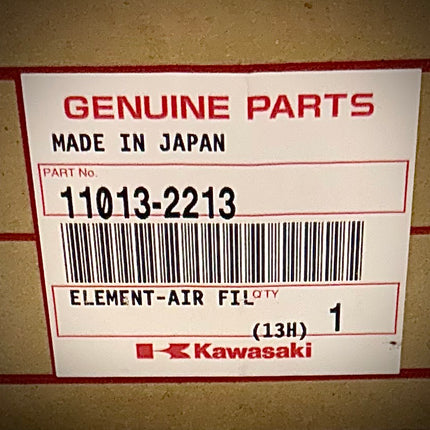 GENUINE PARTS
MADE IN JAPAN
PART No.
11013-2213
ELEMENT-AIR FIL QTY
(13H) 1
Kawasaki